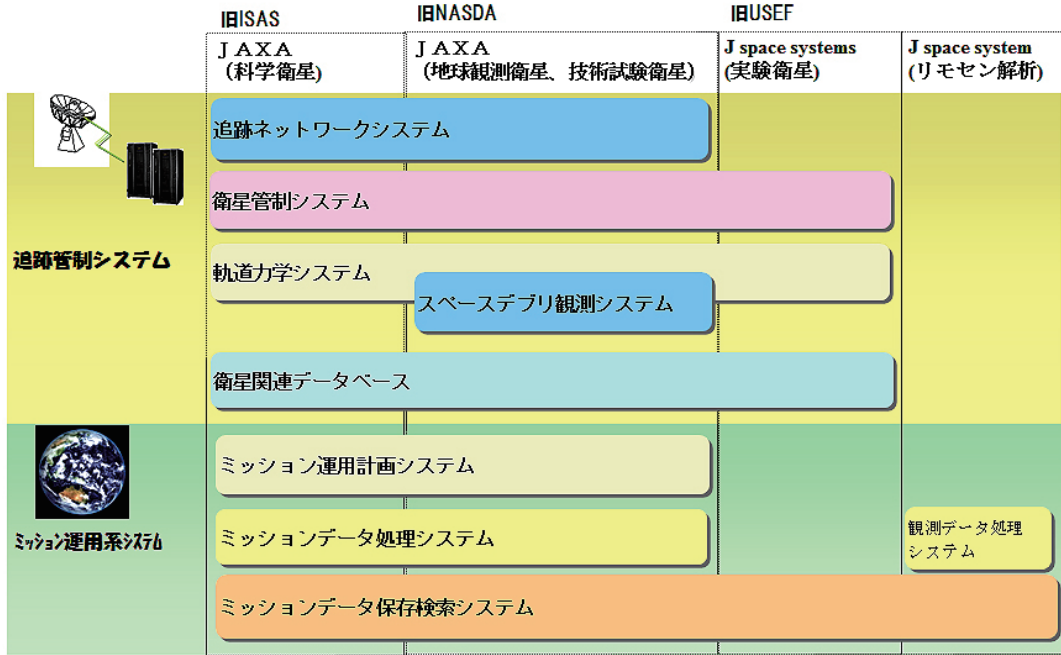 旧ISAS
旧NASDA
旧USEF
ＪＡＸＡ
（科学衛星）
ＪＡＸＡ
（地球観測衛星、技術試験衛星）
J space systems
(実験衛星)
J space system
(リモセン解析)
追跡管制システム
追跡ネットワークシステム
衛星管制システム
軌道力学システム
スペースデブリ観測システム
衛星関連データベース
ミッション運用系システム
ミッション運用計画システム
ミッションデータ処理システム
観測データ処理
システム
ミッションデータ保存検索システム